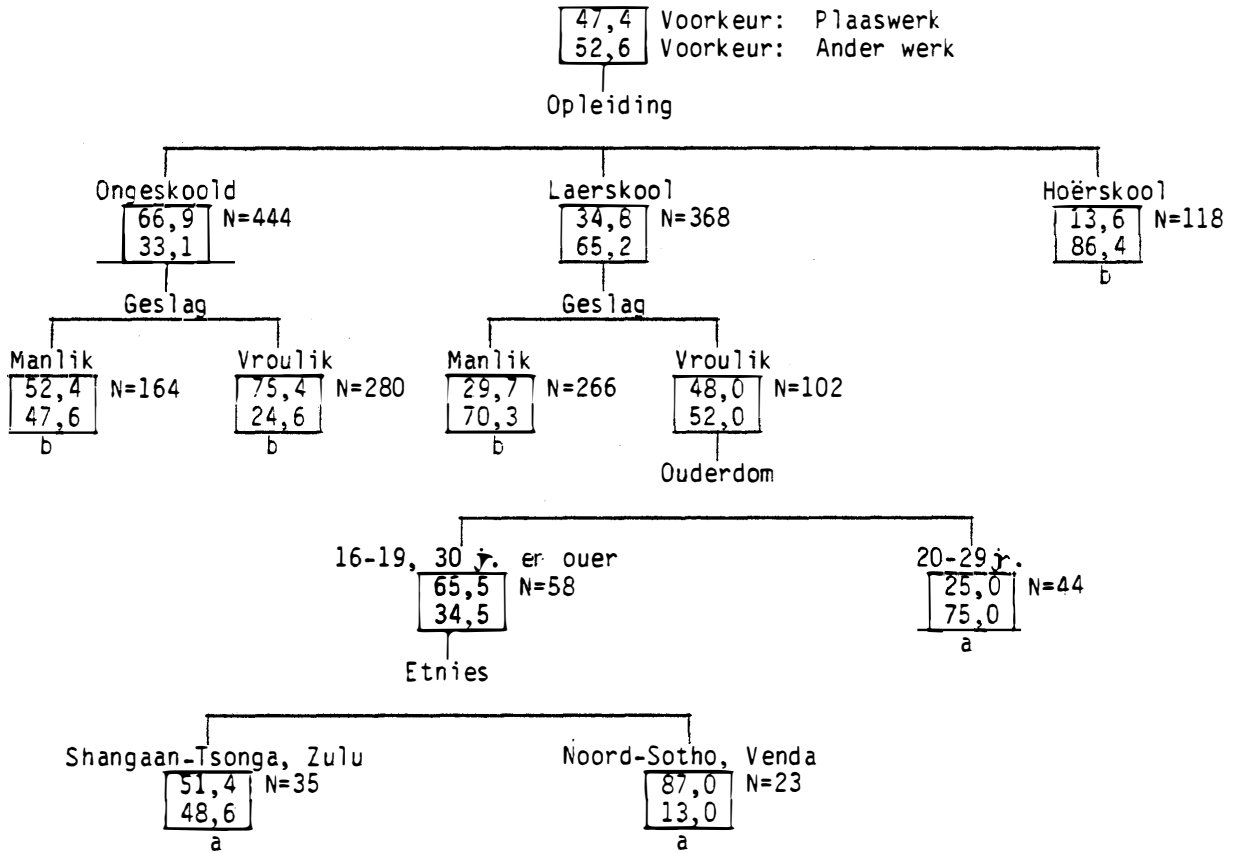 47,4 Voorkeur: Plaaswerk
52,6 Voorkeur: Ander werk
Opleiding
Ongeskoold Laerskool Hoërskool
66,9 N=444 34,8 N=368 13,6 N=118
33,1 65,2 86,4
b
Geslag Geslag
Manlik Vroulik Manlik Vroulik
52,4 N=164 75,4 N=280 29,7 N=266 48,0 N=102
47,6 24,6 70,3 52,0
b b b
Ouderdom
16-19, 30 jr. er ouer 20-29 jr.
65,5 N=58 25,0 N=44
34,5 75,0
a
Etnies
Shangaan-Tsonga, Zulu Noord-Sotho, Venda
51,4 N=35 87,0 N=23
48,6 13,0
a a